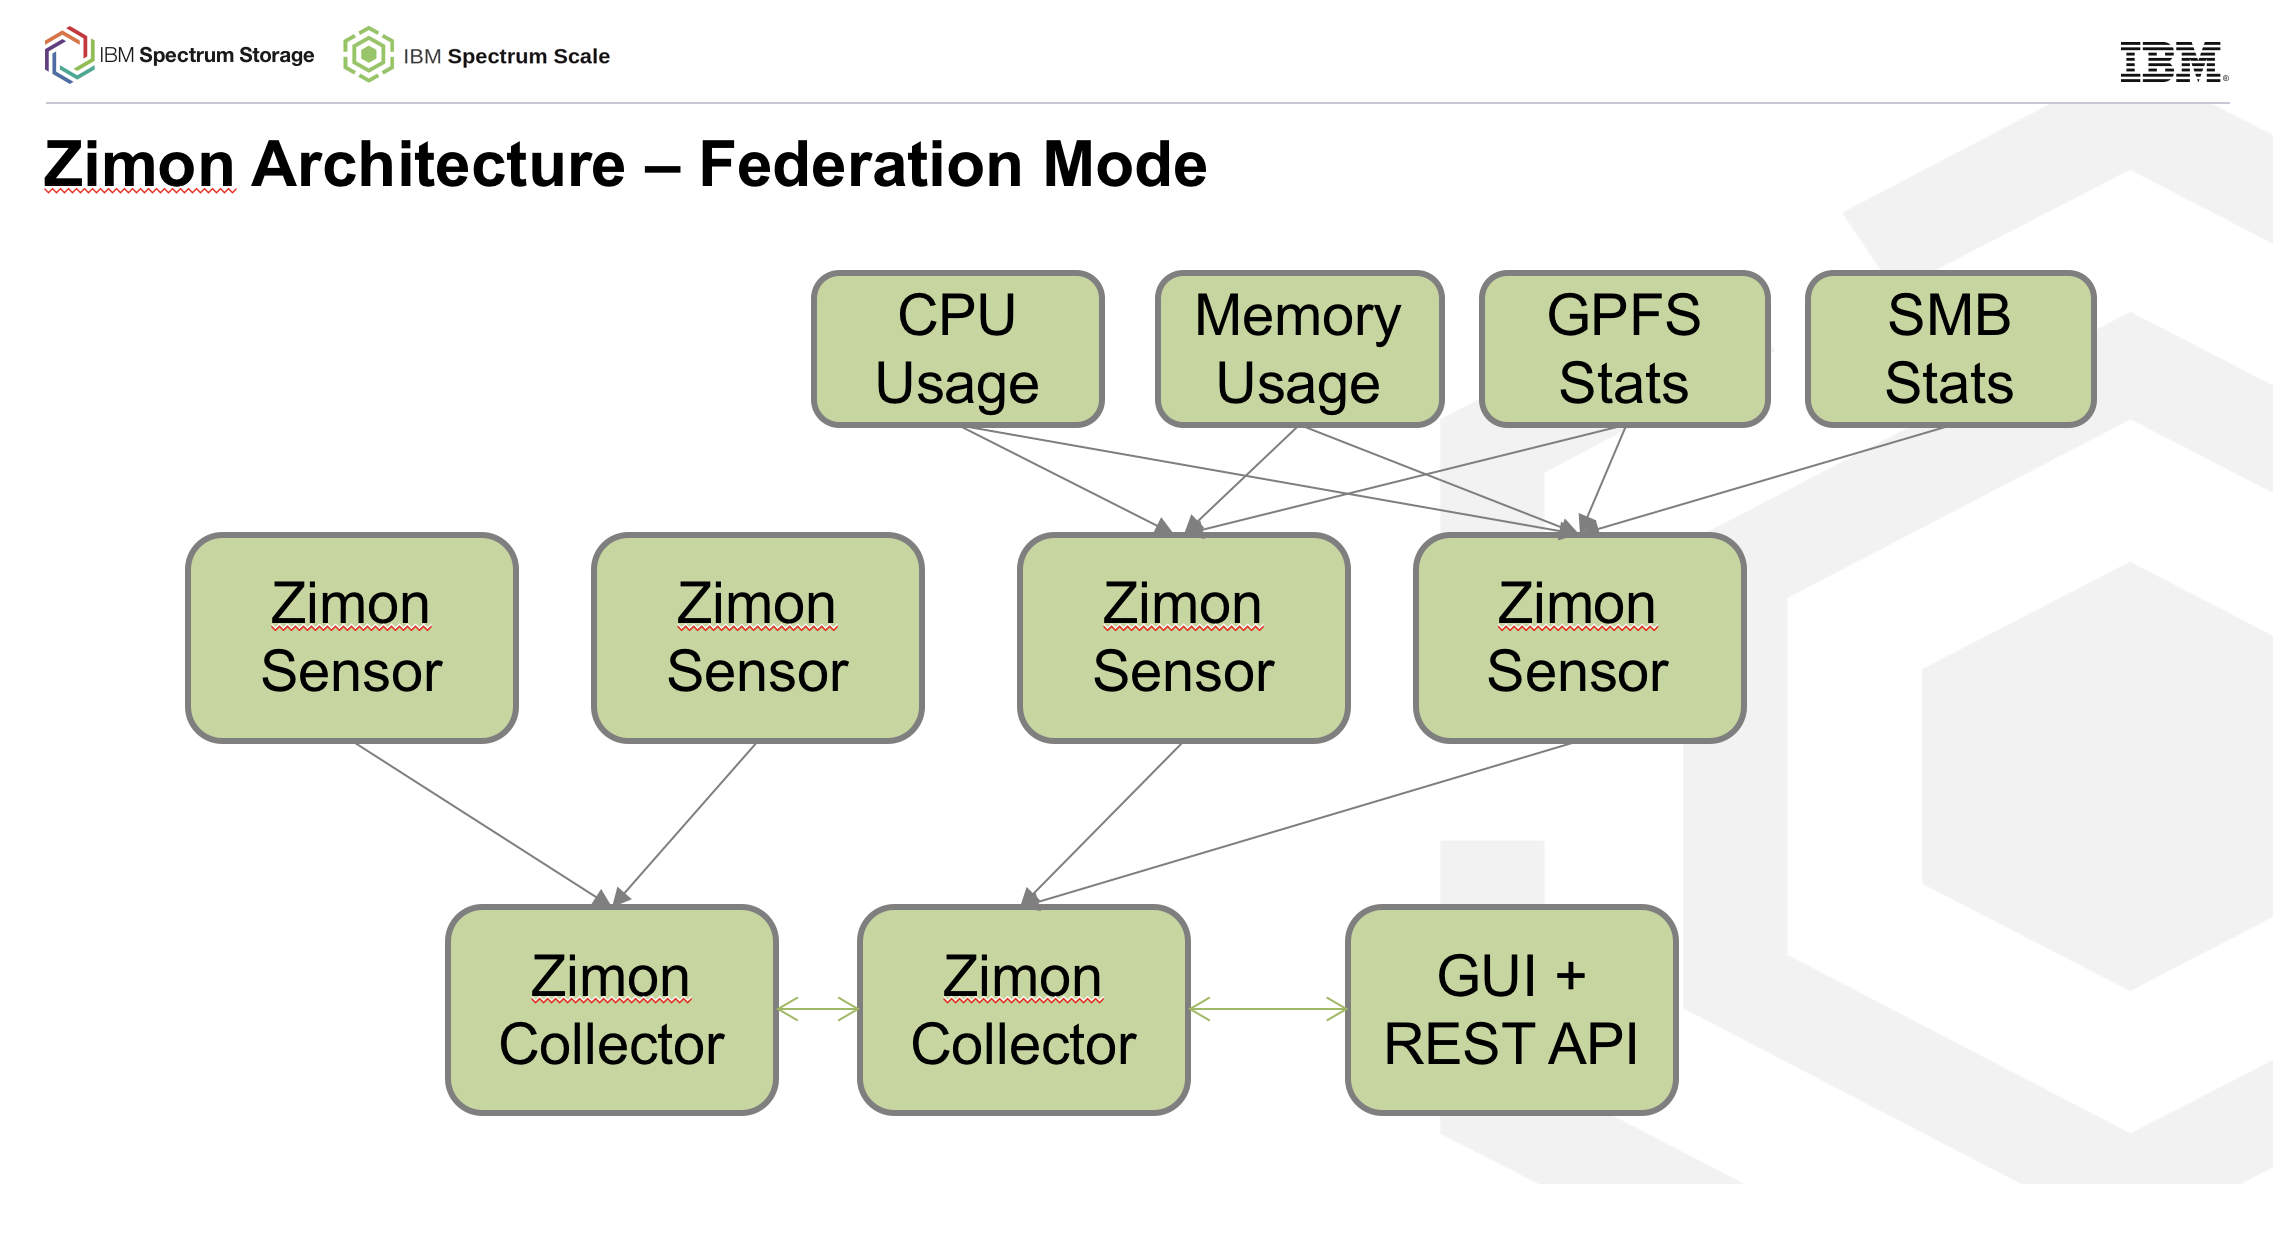 IBM Spectrum Storage
IBM Spectrum Scale
IBM®
Zimon Architecture – Federation Mode
CPU
Usage
Memory
Usage
GPFS
Stats
SMB
Stats
Zimon
Sensor
Zimon
Sensor
Zimon
Sensor
Zimon
Sensor
Zimon
Collector
Zimon
Collector
GUI +
REST API